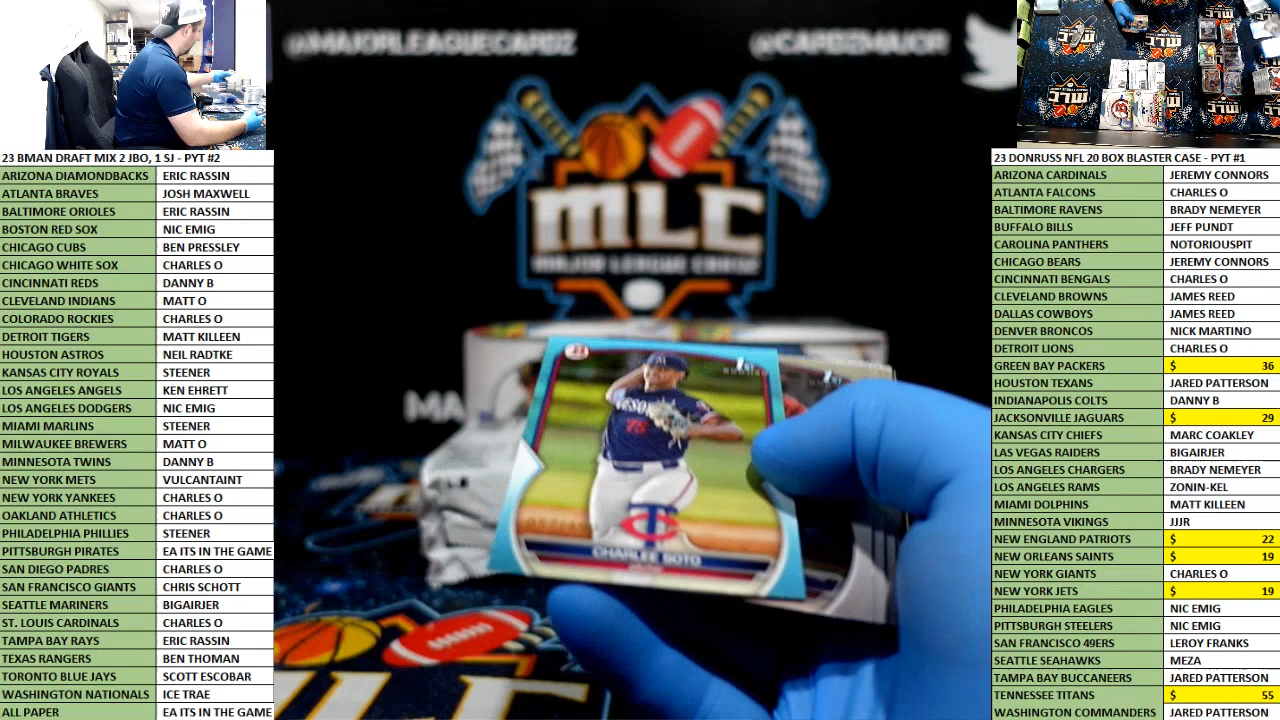 @MAJORLEAGUECARDZ
@CARDZMAJOR
MLC
MAJOR LEAGUE CARDZ
23 BMAN DRAFT MIX 2 JBO, 1 SJ - PYT #2
ARIZONA DIAMONDBACKS ERIC RASSIN
ATLANTA BRAVES JOSH MAXWELL
BALTIMORE ORIOLES ERIC RASSIN
BOSTON RED SOX NIC EMIG
CHICAGO CUBS BEN PRESSLEY
CHICAGO WHITE SOX CHARLES O
CINCINNATI REDS DANNY B
CLEVELAND INDIANS MATT O
COLORADO ROCKIES CHARLES O
DETROIT TIGERS MATT KILLEEN
HOUSTON ASTROS NEIL RADTKE
KANSAS CITY ROYALS STEENER
LOS ANGELES ANGELS KEN EHRETT
LOS ANGELES DODGERS NIC EMIG
MIAMI MARLINS STEENER
MILWAUKEE BREWERS MATT O
MINNESOTA TWINS DANNY B
NEW YORK METS VULCANTAINT
NEW YORK YANKEES CHARLES O
OAKLAND ATHLETICS CHARLES O
PHILADELPHIA PHILLIES STEENER
PITTSBURGH PIRATES EA ITS IN THE GAME
SAN DIEGO PADRES CHARLES O
SAN FRANCISCO GIANTS CHRIS SCHOTT
SEATTLE MARINERS BIGAIRJER
ST. LOUIS CARDINALS CHARLES O
TAMPA BAY RAYS ERIC RASSIN
TEXAS RANGERS BEN THOMAN
TORONTO BLUE JAYS SCOTT ESCOBAR
WASHINGTON NATIONALS ICE TRAE
ALL PAPER EA ITS IN THE GAME
MA
TC
CHARLEE SOTO
MLC
23 DONRUSS NFL 20 BOX BLASTER CASE - PYT #1
ARIZONA CARDINALS JEREMY CONNORS
ATLANTA FALCONS CHARLES O
BALTIMORE RAVENS BRADY NEMEYER
BUFFALO BILLS JEFF PUNDT
CAROLINA PANTHERS NOTORIOUSPIT
CHICAGO BEARS JEREMY CONNORS
CINCINNATI BENGALS CHARLES O
CLEVELAND BROWNS JAMES REED
DALLAS COWBOYS JAMES REED
DENVER BRONCOS NICK MARTINO
DETROIT LIONS CHARLES O
GREEN BAY PACKERS $ 36
HOUSTON TEXANS JARED PATTERSON
INDIANAPOLIS COLTS DANNY B
JACKSONVILLE JAGUARS $ 29
KANSAS CITY CHIEFS MARC COAKLEY
LAS VEGAS RAIDERS BIGAIRJER
LOS ANGELES CHARGERS BRADY NEMEYER
LOS ANGELES RAMS ZONIN-KEL
MIAMI DOLPHINS MATT KILLEEN
MINNESOTA VIKINGS JJJR
NEW ENGLAND PATRIOTS $ 22
NEW ORLEANS SAINTS $ 19
NEW YORK GIANTS CHARLES O
NEW YORK JETS $ 19
PHILADELPHIA EAGLES NIC EMIG
PITTSBURGH STEELERS NIC EMIG
SAN FRANCISCO 49ERS LEROY FRANKS
SEATTLE SEAHAWKS MEZA
TAMPA BAY BUCCANEERS JARED PATTERSON
TENNESSEE TITANS $ 55
WASHINGTON COMMANDERS JARED PATTERSON